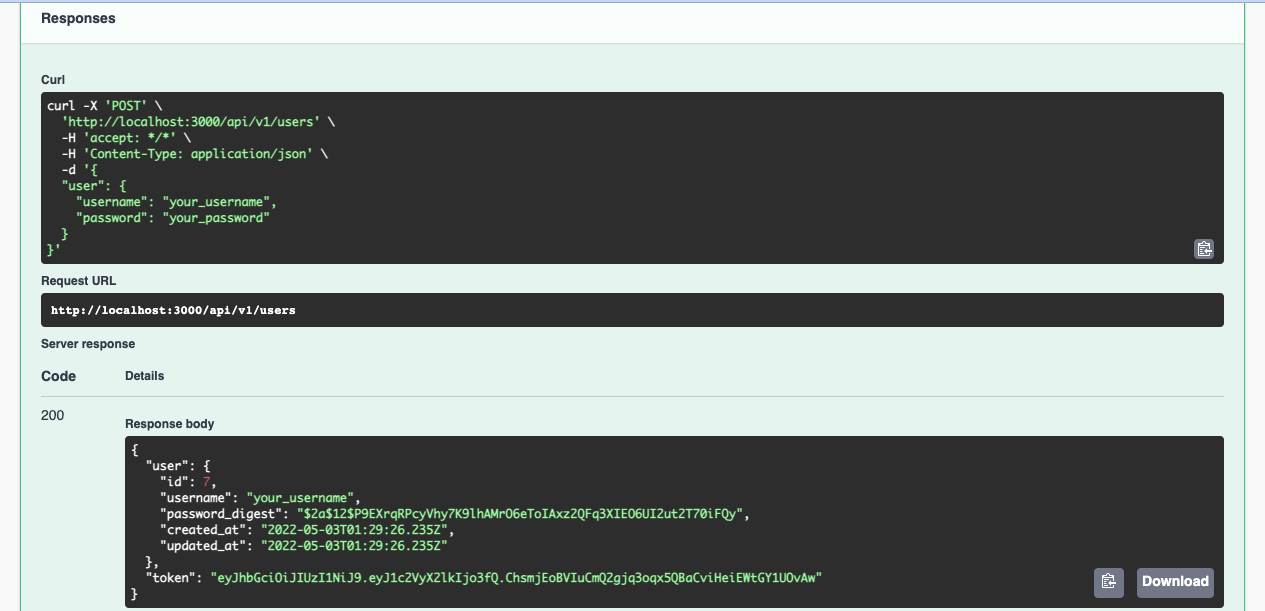 Responses
Curl
curl -X 'POST' \
'http://localhost:3000/api/v1/users' \
-H 'accept: */*' \
-H 'Content-Type: application/json' \
-d '{
"user": {
"username": "your_username",
"password": "your_password"
}
}'
Request URL
http://localhost:3000/api/v1/users
Server response
Code Details
200
Response body
{
"user": {
"id": 7,
"username": "your_username",
"password_digest": "$2a$12$P9EXrqRPcyVhy7K9lhAMrO6eToIAxz2QFq3XIEO6UI2ut2T70iFQy",
"created_at": "2022-05-03T01:29:26.235Z",
"updated_at": "2022-05-03T01:29:26.235Z"
},
"token": "eyJhbGciOiJIUzI1NiJ9.eyJ1c2VyX2lkIjo3fQ.ChsmjEoBVIuCmQ2gjq3oqx5QBaCviHeiEWtGY1UOvAw"
}
Download